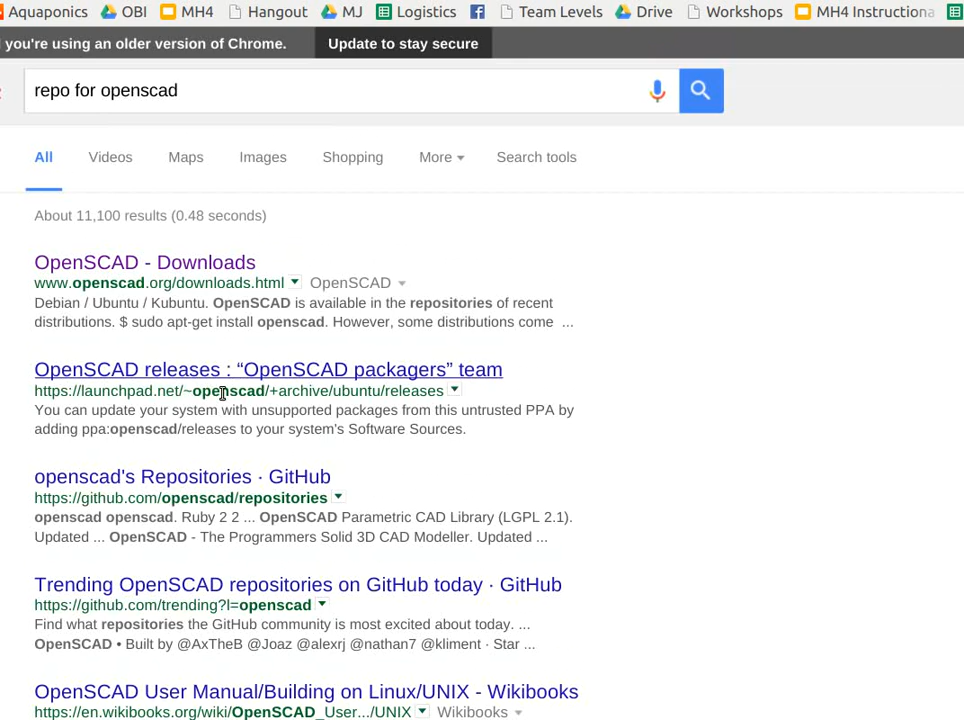 Aquaponics OBI MH4 Hangout MJ Logistics Team Levels Drive Workshops MH4 Instructiona
you're using an older version of Chrome. Update to stay secure
repo for openscad
All Videos Maps Images Shopping More Search tools
About 11,100 results (0.48 seconds)
OpenSCAD - Downloads
www.openscad.org/downloads.html OpenSCAD
Debian / Ubuntu / Kubuntu. OpenSCAD is available in the repositories of recent
distributions. $ sudo apt-get install openscad. However, some distributions come ...
OpenSCAD releases : “OpenSCAD packagers” team
https://launchpad.net/~openscad/+archive/ubuntu/releases
You can update your system with unsupported packages from this untrusted PPA by
adding ppa:openscad/releases to your system's Software Sources.
openscad's Repositories · GitHub
https://github.com/openscad/repositories
openscad openscad. Ruby 2 2 ... OpenSCAD Parametric CAD Library (LGPL 2.1).
Updated ... OpenSCAD - The Programmers Solid 3D CAD Modeller. Updated ...
Trending OpenSCAD repositories on GitHub today · GitHub
https://github.com/trending?l=openscad
Find what repositories the GitHub community is most excited about today. ...
OpenSCAD • Built by @AxTheB @Joaz @alexrj @nathan7 @kliment · Star ...
OpenSCAD User Manual/Building on Linux/UNIX - Wikibooks
https://en.wikibooks.org/wiki/OpenSCAD_User.../UNIX Wikibooks